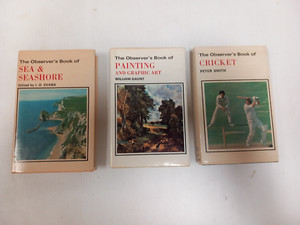 The Observer's Book of
SEA &
SEASHORE
Edited by I. O. EVANS
The Observer's Book of
PAINTING
AND GRAPHIC ART
WILLIAM GAUNT
The Observer's Book of
CRICKET
PETER SMITH